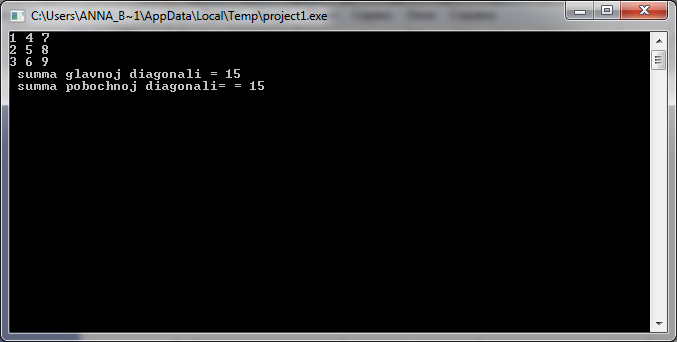 C:\Users\ANNA_B~1\AppData\Local\Temp\project1.exe
1 4 7
2 5 8
3 6 9
summa glavnoj diagonali = 15
summa pobochnoj diagonali= = 15